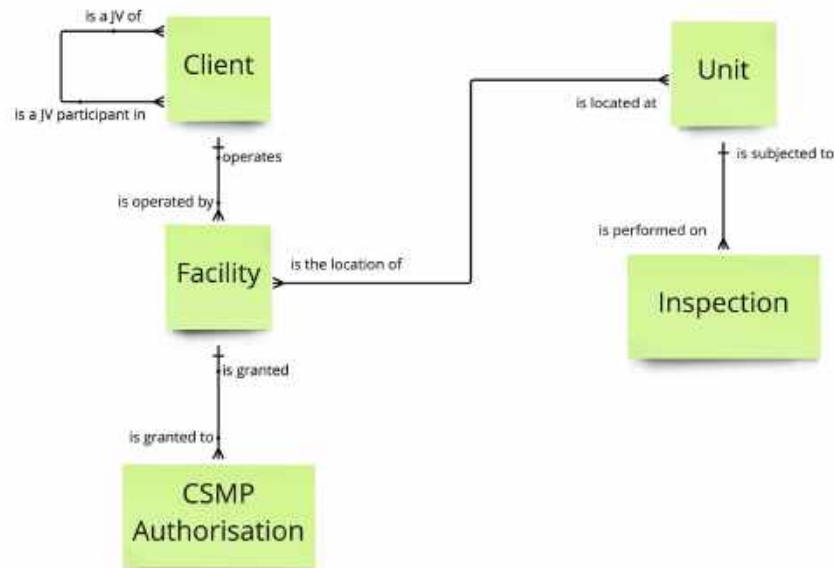 is a JV of
Client
is a JV participant in
Unit
is located at
operates
is subjected to
is operated by
is performed on
Facility
is the location of
Inspection
is granted
is granted to
CSMP
Authorisation